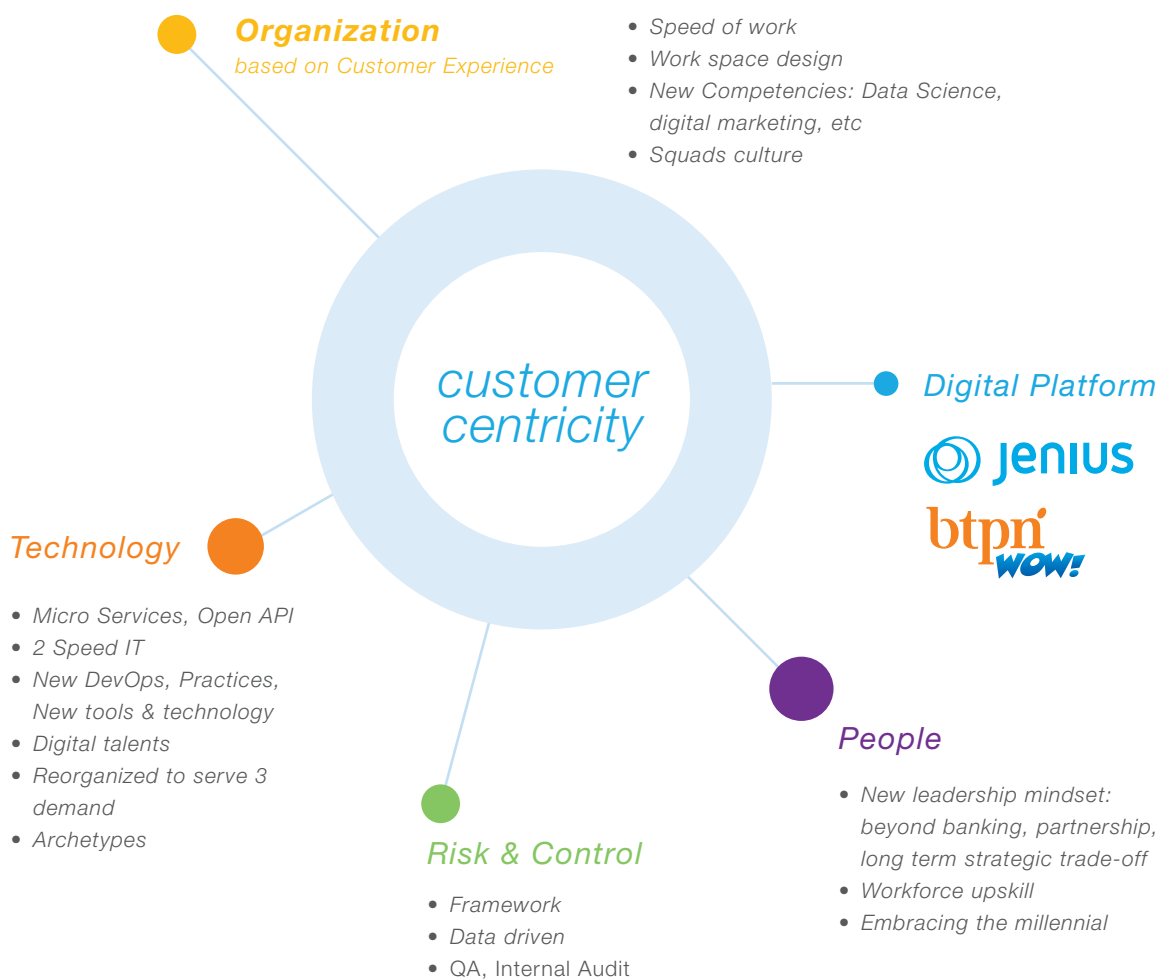 Organization
based on Customer Experience
• Speed of work
• Work space design
• New Competencies: Data Science,
digital marketing, etc
• Squads culture
customer
centricity
Digital Platform
jenius
btpn
WOW!
Technology
• Micro Services, Open API
• 2 Speed IT
• New DevOps, Practices,
New tools & technology
• Digital talents
• Reorganized to serve 3
demand
• Archetypes
Risk & Control
• Framework
• Data driven
• QA, Internal Audit
People
• New leadership mindset:
beyond banking, partnership,
long term strategic trade-off
• Workforce upskill
• Embracing the millennial